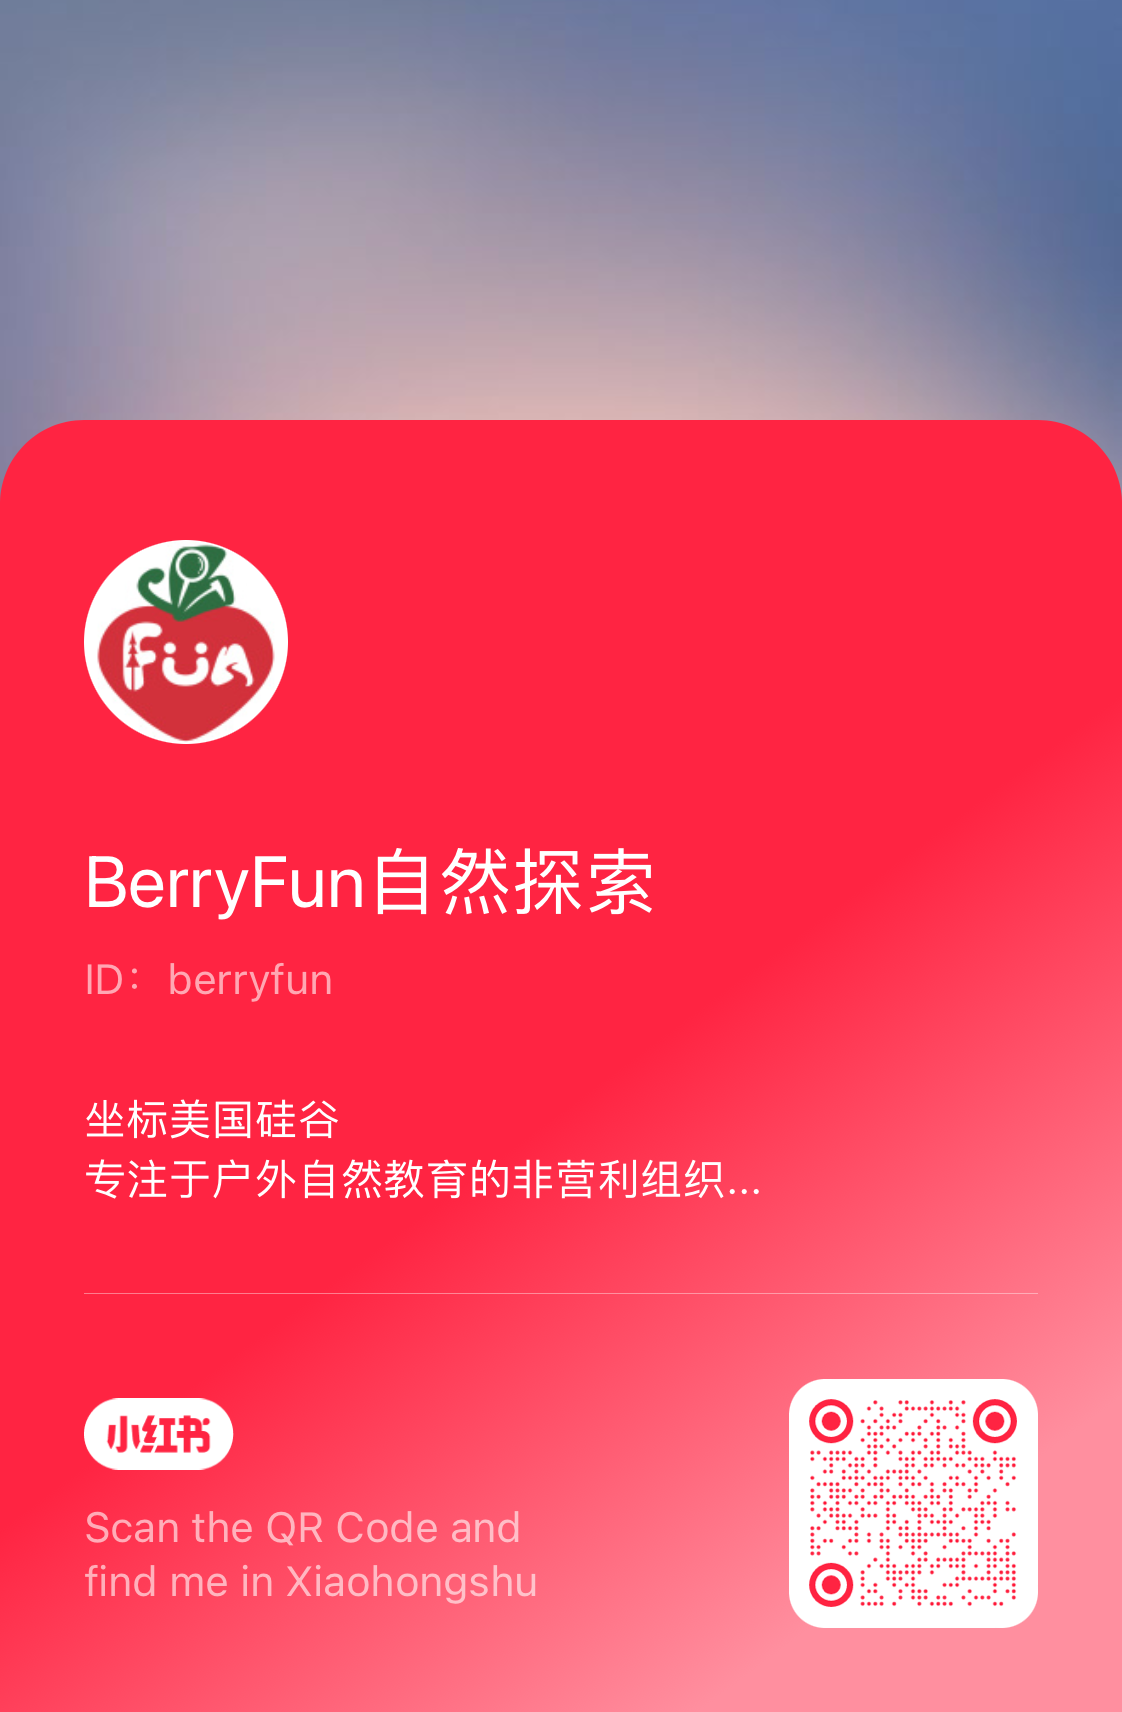 FUN
BerryFun自然探索
ID：berryfun
坐标美国硅谷
专注于户外自然教育的非营利组织...
小红书
Scan the QR Code and
find me in Xiaohongshu